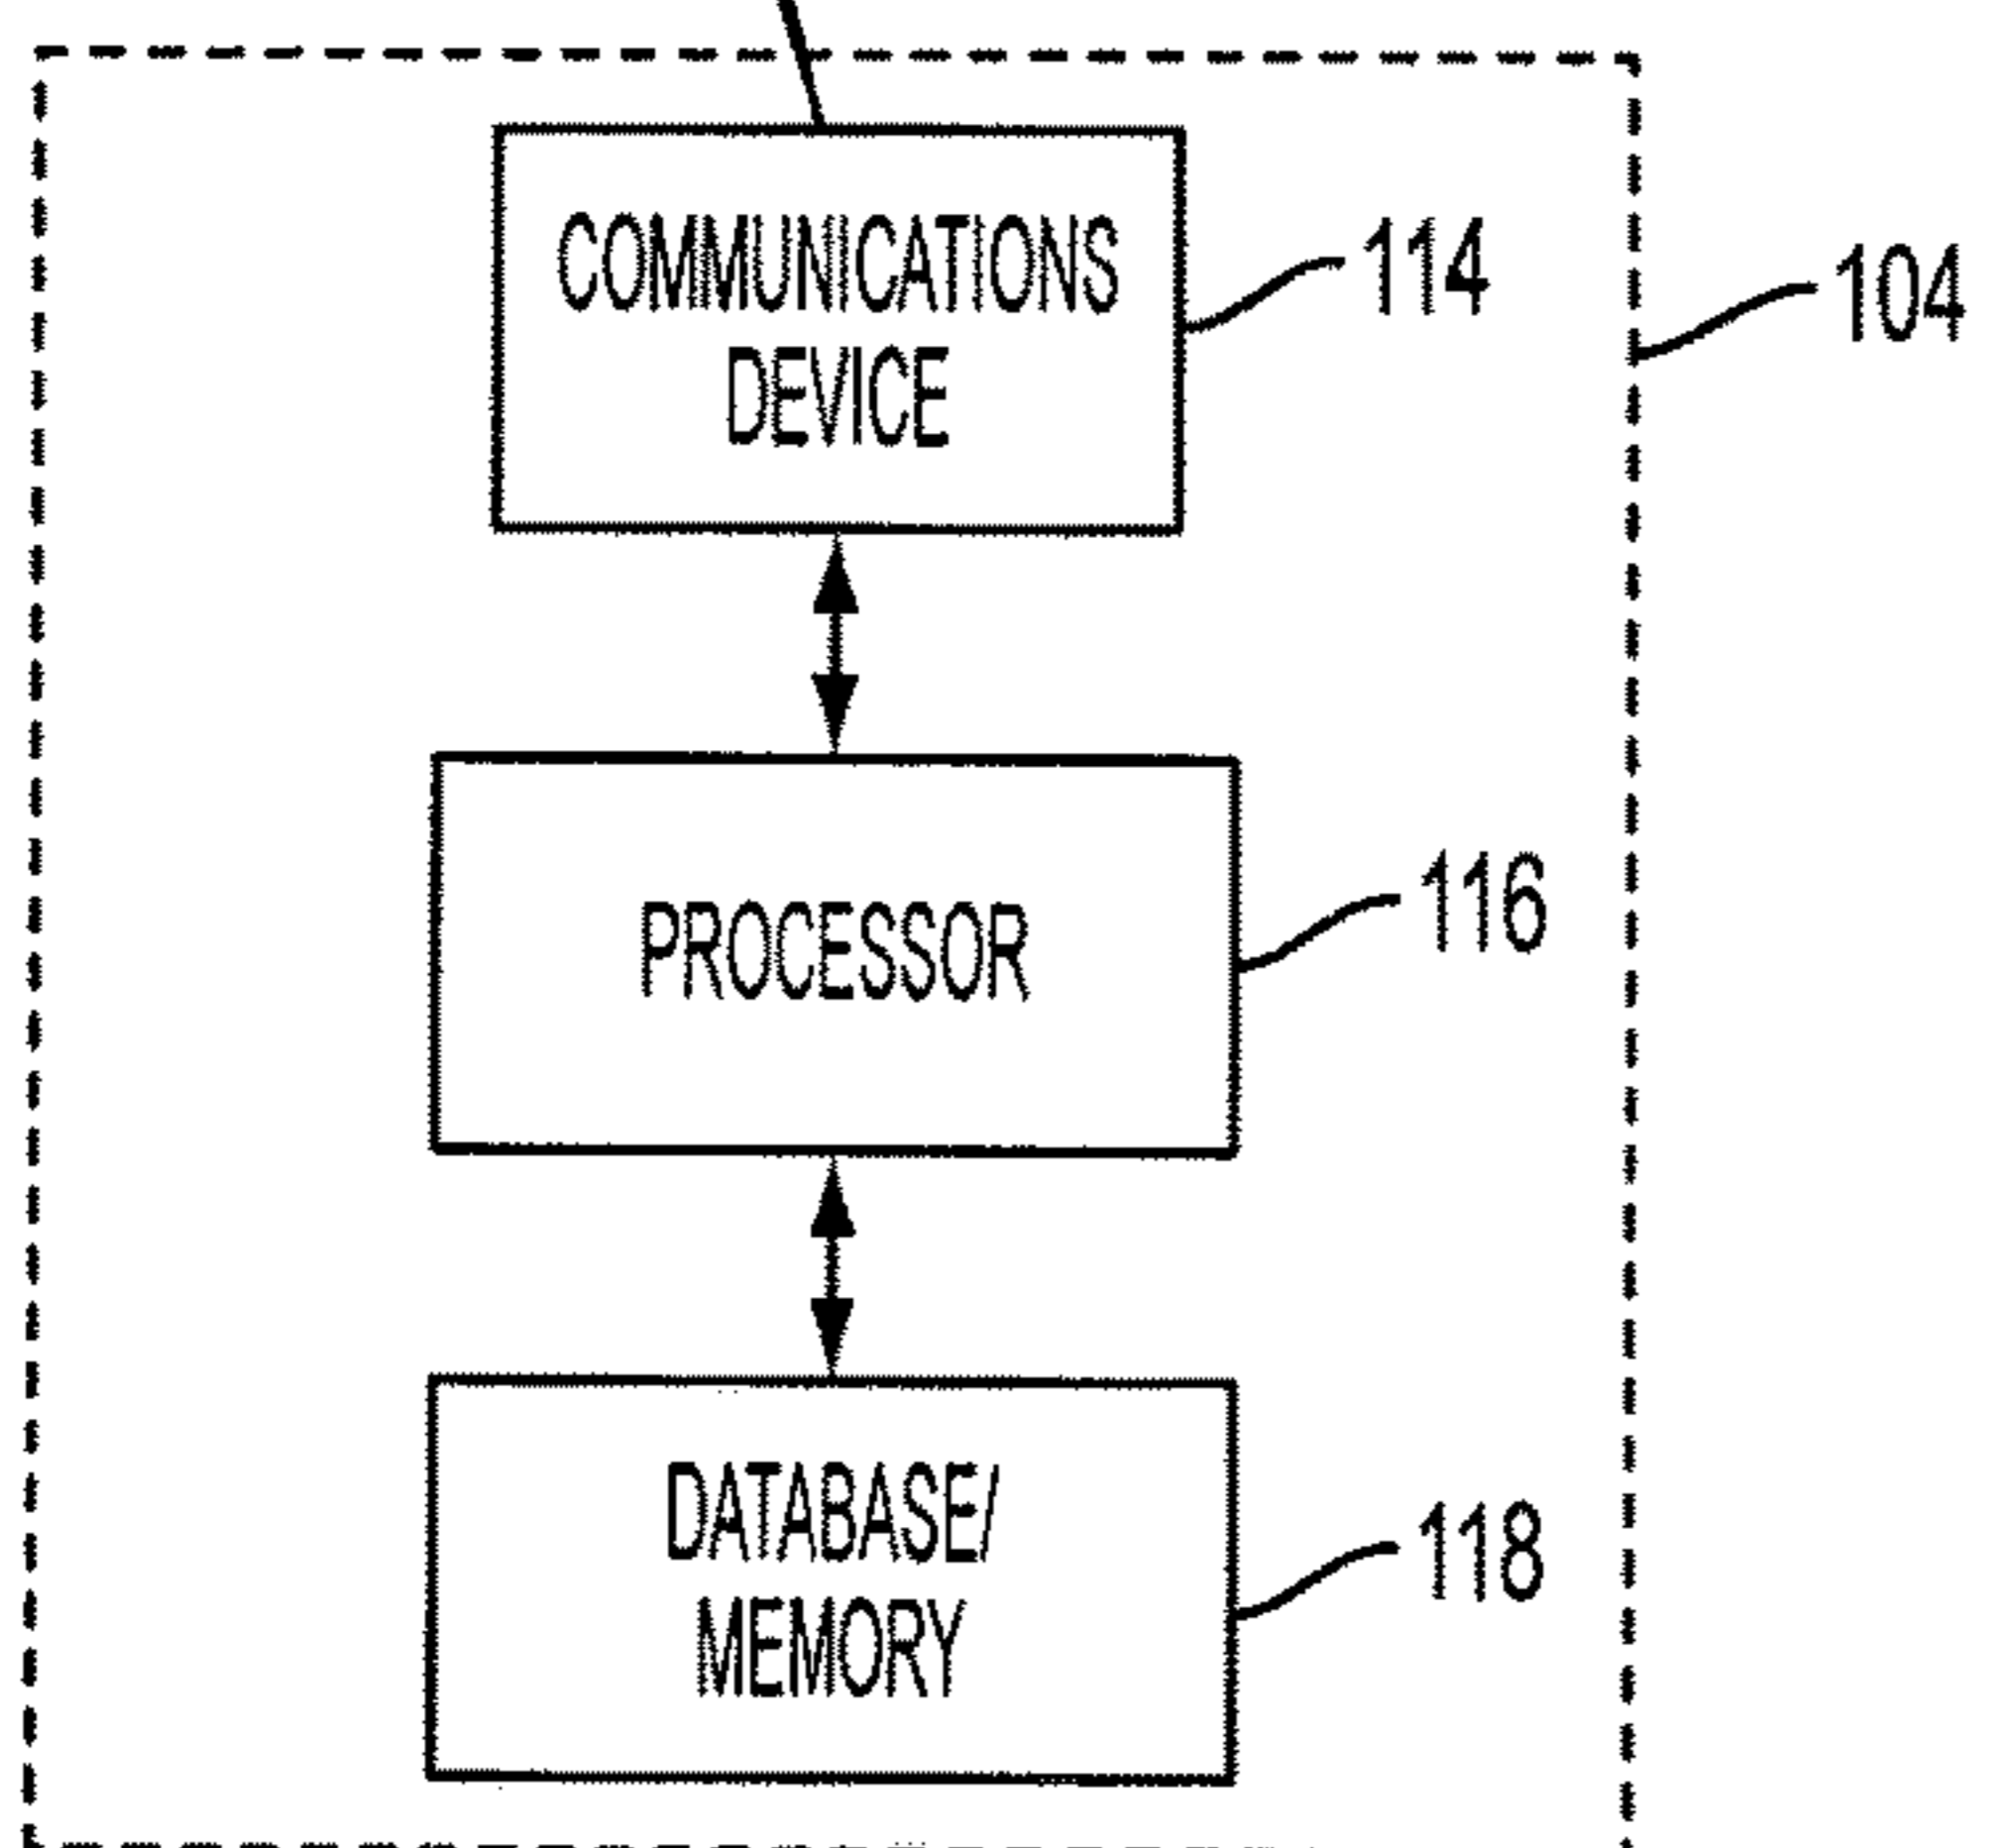 COMMUNICATIONS
DEVICE
114
104
PROCESSOR
116
DATABASE/
MEMORY
118